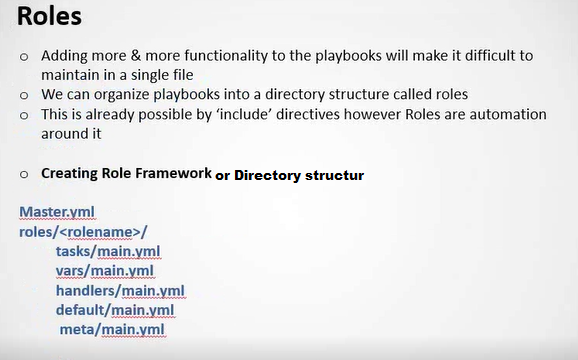 Roles
o Adding more & more functionality to the playbooks will make it difficult to
maintain in a single file
o We can organize playbooks into a directory structure called roles
o This is already possible by ‘include’ directives however Roles are automation
around it
o Creating Role Framework or Directory structur
Master.yml
roles/<rolename>/
tasks/main.yml
vars/main.yml
handlers/main.yml
default/main.yml
meta/main.yml